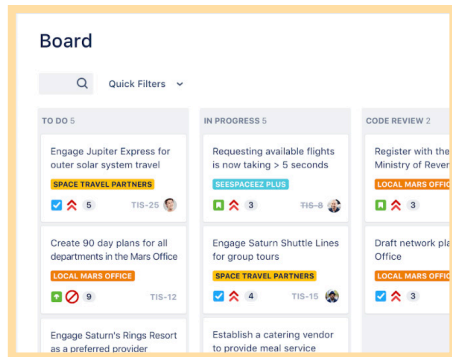 Board
Quick Filters
TO DO 5
Engage Jupiter Express for
outer solar system travel
SPACE TRAVEL PARTNERS
5
TIS-25
Create 90 day plans for all
departments in the Mars Office
LOCAL MARS OFFICE
9
TIS-12
Engage Saturn's Rings Resort
as a preferred provider
IN PROGRESS 5
Requesting available flights
is now taking > 5 seconds
SEESPACEEZ PLUS
3
TIS-8
Engage Saturn Shuttle Lines
for group tours
SPACE TRAVEL PARTNERS
4
TIS-15
Establish a catering vendor
to provide meal service
CODE REVIEW 2
Register with the
Ministry of Rever
LOCAL MARS OFFIC
3
Draft network pla
Office
LOCAL MARS OFFIC
3